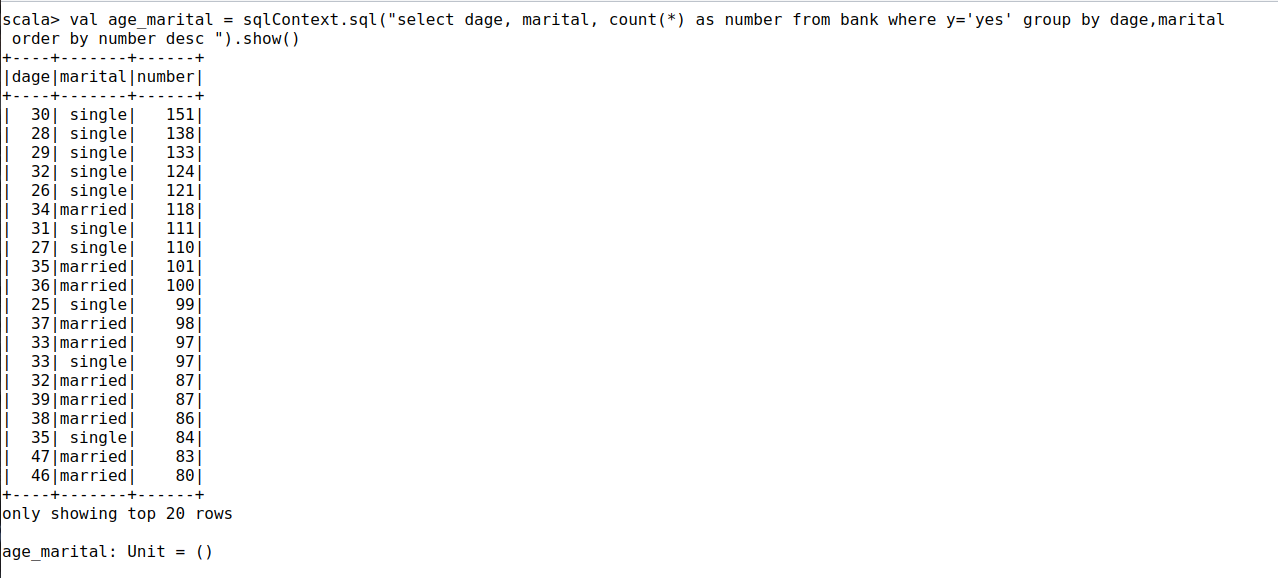 scala> val age_marital = sqlContext.sql("select dage, marital, count(*) as number from bank where y='yes' group by dage,marital
 order by number desc ").show()
+----+-------+------+
|dage|marital|number|
+----+-------+------+
|  30| single|   151|
|  28| single|   138|
|  29| single|   133|
|  32| single|   124|
|  26| single|   121|
|  34|married|   118|
|  31| single|   111|
|  27| single|   110|
|  35|married|   101|
|  36|married|   100|
|  25| single|    99|
|  37|married|    98|
|  33|married|    97|
|  33| single|    97|
|  32|married|    87|
|  39|married|    87|
|  38|married|    86|
|  35| single|    84|
|  47|married|    83|
|  46|married|    80|
+----+-------+------+
only showing top 20 rows

age_marital: Unit = ()